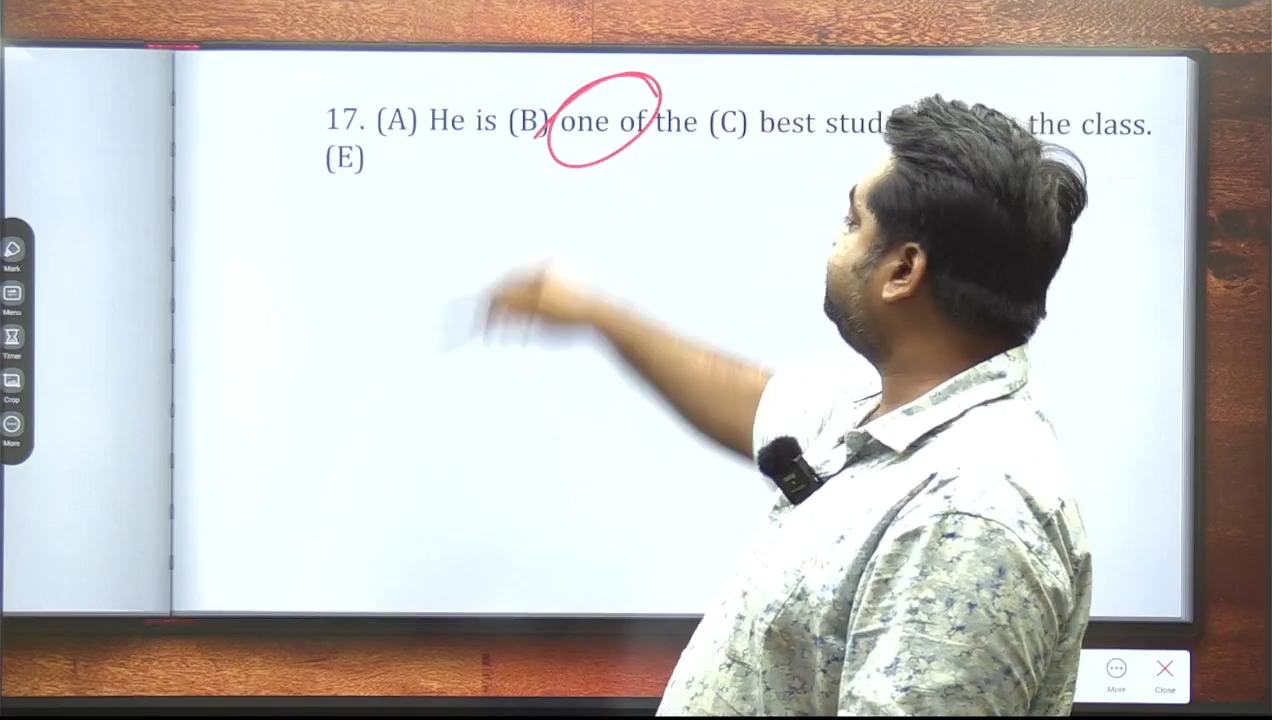 17. (A) He is (B) one of the (C) best stud the class.
(E)
Mark
Menu
Timer
Crop
More
More
Close